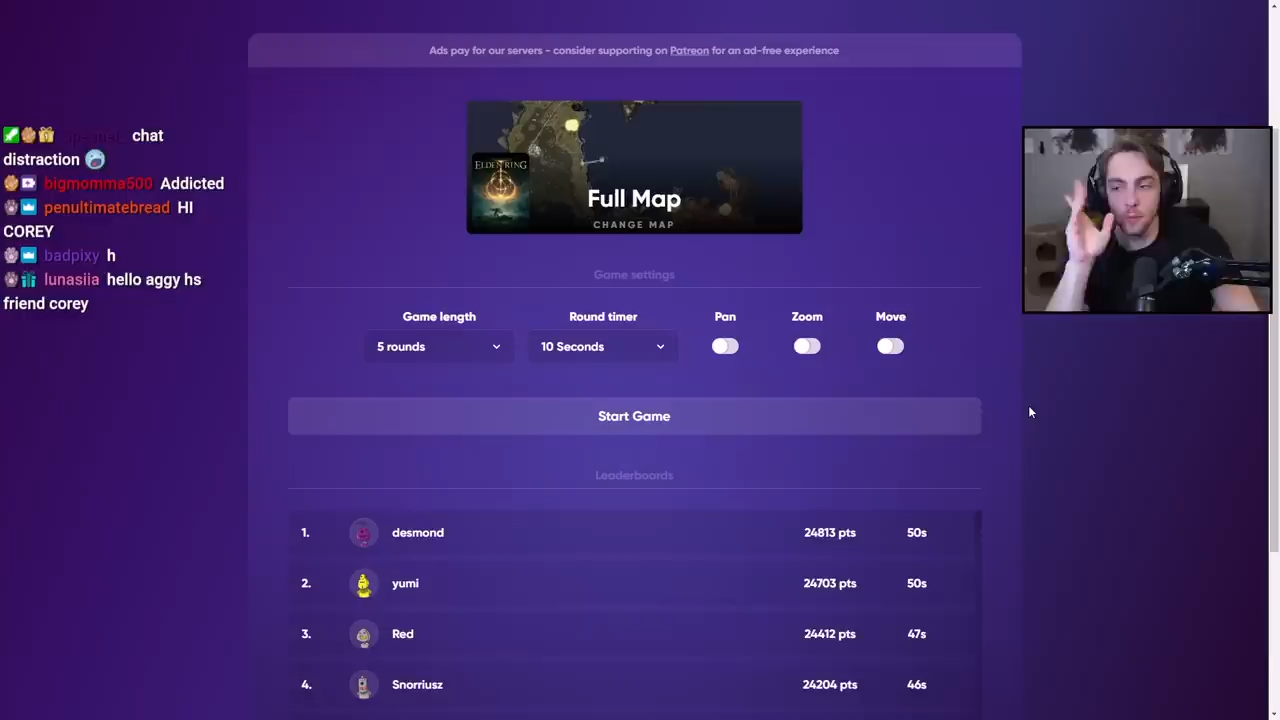 Ads pay for our servers - consider supporting on Patreon for an ad-free experience
ELDEN RING
Full Map
CHANGE MAP
chat
distraction
bigmomma500 Addicted
penultimatebread HI
COREY
badpixy h
lunasiia hello aggy hs
friend corey
Game settings
Game length
Round timer
Pan
Zoom
Move
5 rounds
10 Seconds
Start Game
Leaderboards
1. desmond 24813 pts 50s
2. yumi 24703 pts 50s
3. Red 24412 pts 47s
4. Snorriusz 24204 pts 46s